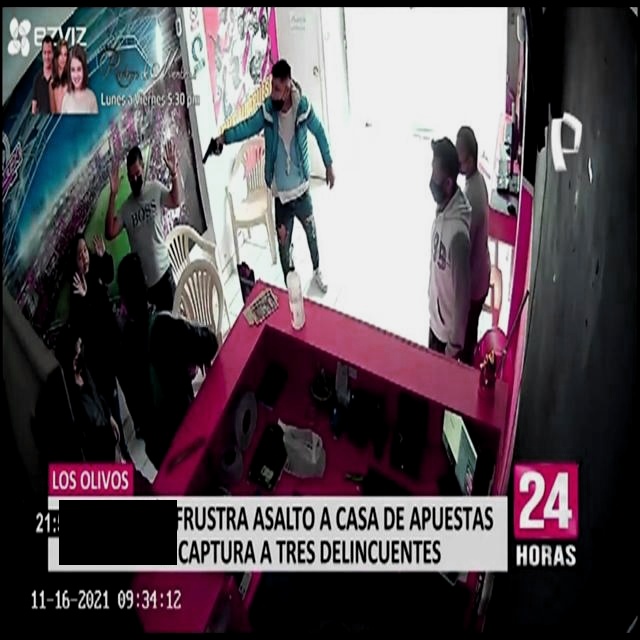 EZVIZ
Lunes a Viernes 5:30 pm
BOSS
LOS OLIVOS
21:
FRUSTRA ASALTO A CASA DE APUESTAS
CAPTURA A TRES DELINCUENTES
24
HORAS
11-16-2021 09:34:12